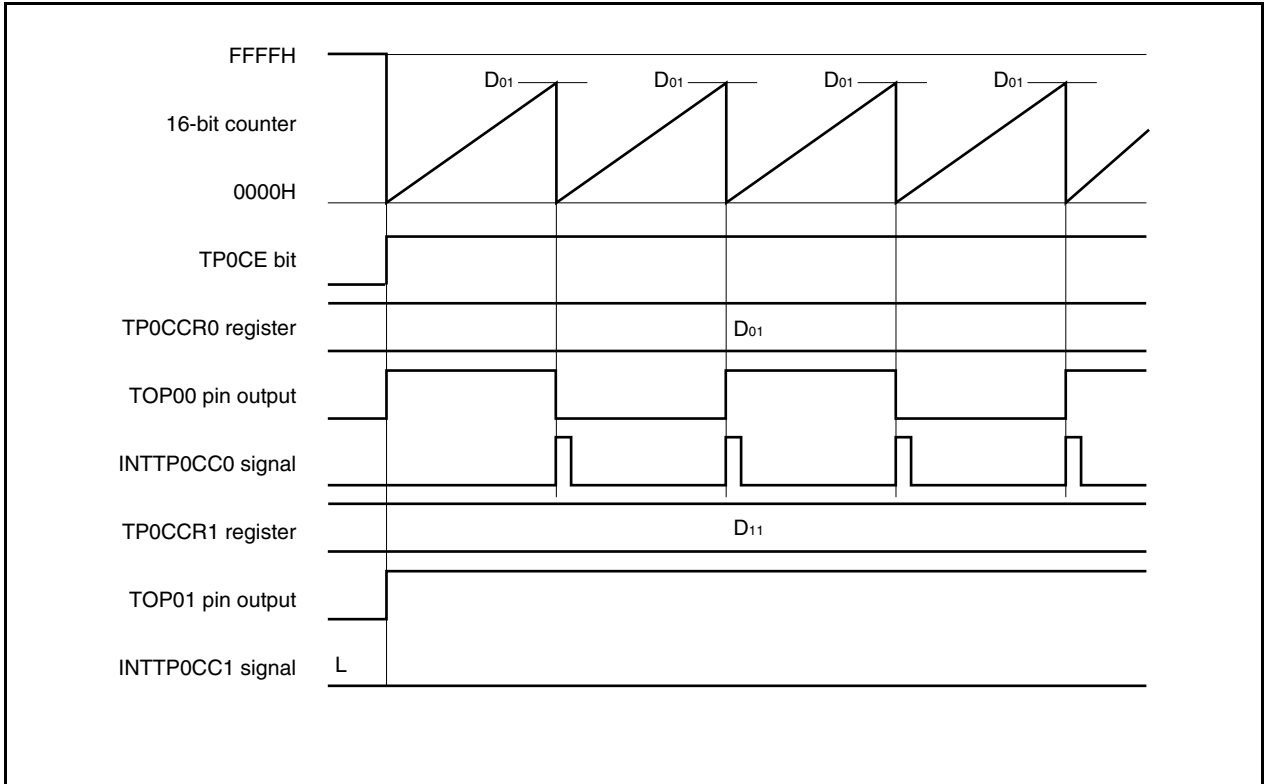 FFFFH
D01 D01 D01 D01
16-bit counter
0000H
TP0CE bit
TP0CCR0 register D01
TOP00 pin output
INTTP0CC0 signal
TP0CCR1 register D11
TOP01 pin output
INTTP0CC1 signal L